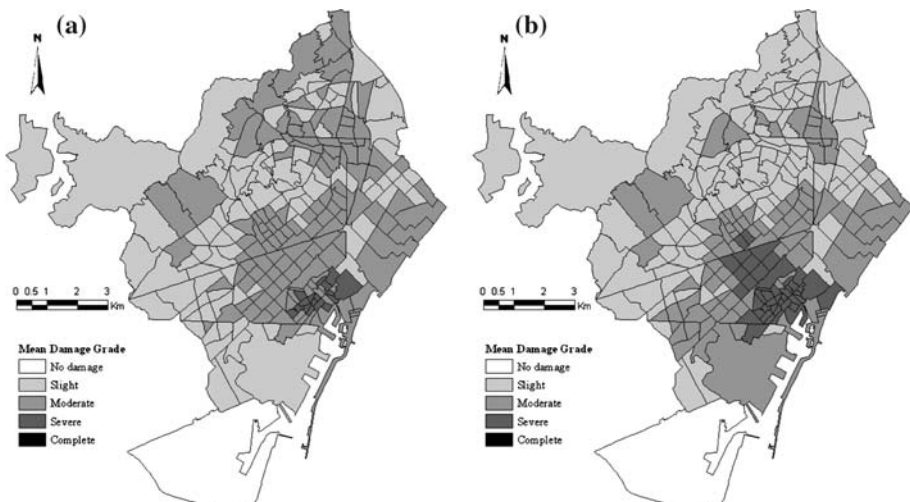 (a)
N
0 0.5 1 2 3
Km
Mean Damage Grade
No damage
Slight
Moderate
Severe
Complete
(b)
N
0 0.5 1 2 3
Km
Mean Damage Grade
No damage
Slight
Moderate
Severe
Complete